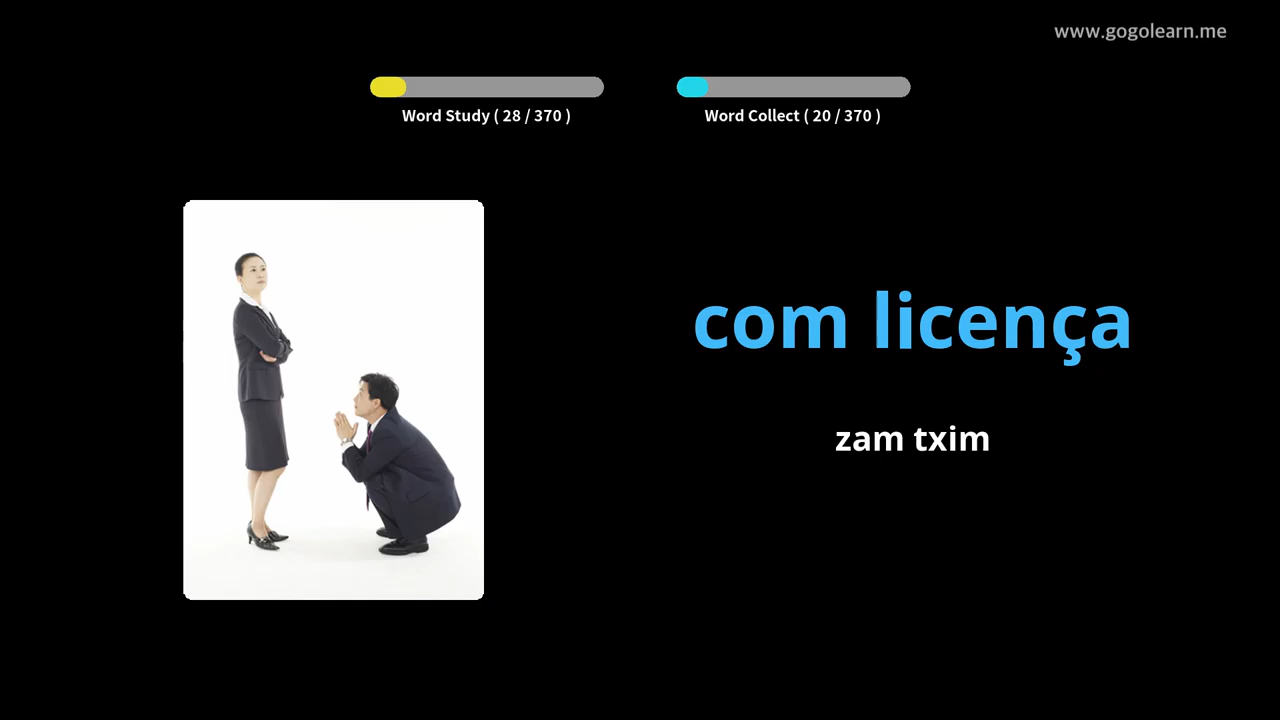 www.gogolearn.me
Word Study ( 28 / 370 )
Word Collect ( 20 / 370 )
com licença
zam txim